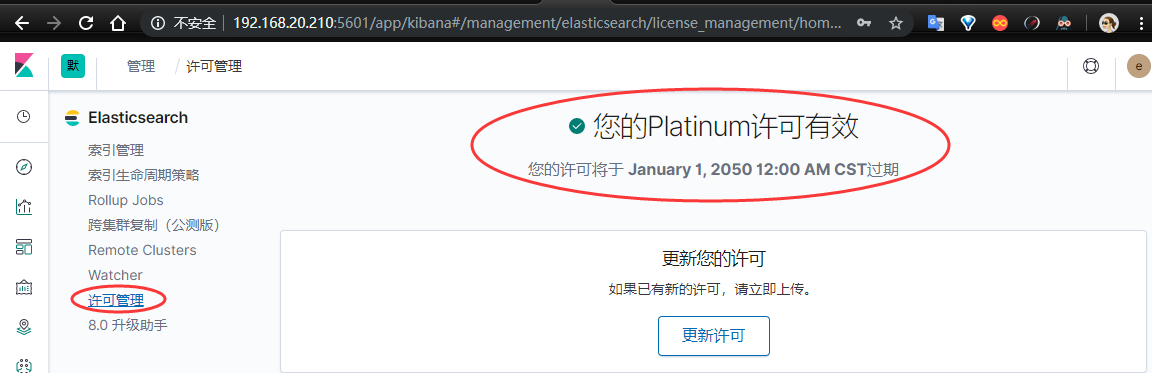 不安全 192.168.20.210:5601/app/kibana#/management/elasticsearch/license_management/hom...
默 管理 / 许可管理 e
Elasticsearch
索引管理
索引生命周期策略
Rollup Jobs
跨集群复制（公测版）
Remote Clusters
Watcher
许可管理
8.0 升级助手
您的Platinum许可有效
您的许可将于 January 1, 2050 12:00 AM CST过期
更新您的许可
如果已有新的许可，请立即上传。
更新许可